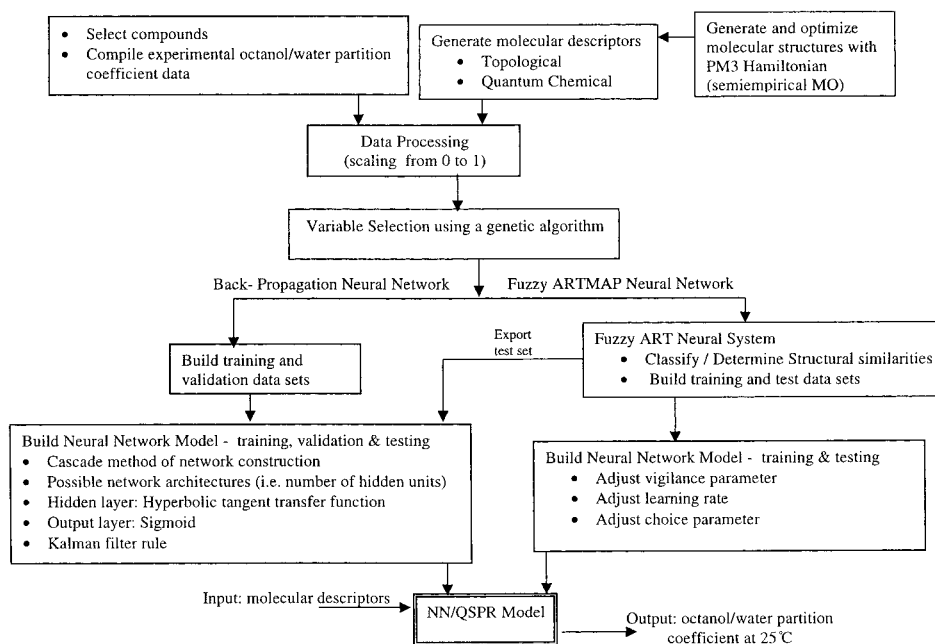 • Select compounds
• Compile experimental octanol/water partition
coefficient data
Generate molecular descriptors
• Topological
• Quantum Chemical
Generate and optimize
molecular structures with
PM3 Hamiltonian
(semiempirical MO)
Data Processing
(scaling from 0 to 1)
Variable Selection using a genetic algorithm
Back- Propagation Neural Network
Fuzzy ARTMAP Neural Network
Build training and
validation data sets
Export
test set
Fuzzy ART Neural System
• Classify / Determine Structural similarities
• Build training and test data sets
Build Neural Network Model - training, validation & testing
• Cascade method of network construction
• Possible network architectures (i.e. number of hidden units)
• Hidden layer: Hyperbolic tangent transfer function
• Output layer: Sigmoid
• Kalman filter rule
Build Neural Network Model - training & testing
• Adjust vigilance parameter
• Adjust learning rate
• Adjust choice parameter
Input: molecular descriptors
NN/QSPR Model
Output: octanol/water partition
coefficient at 25℃